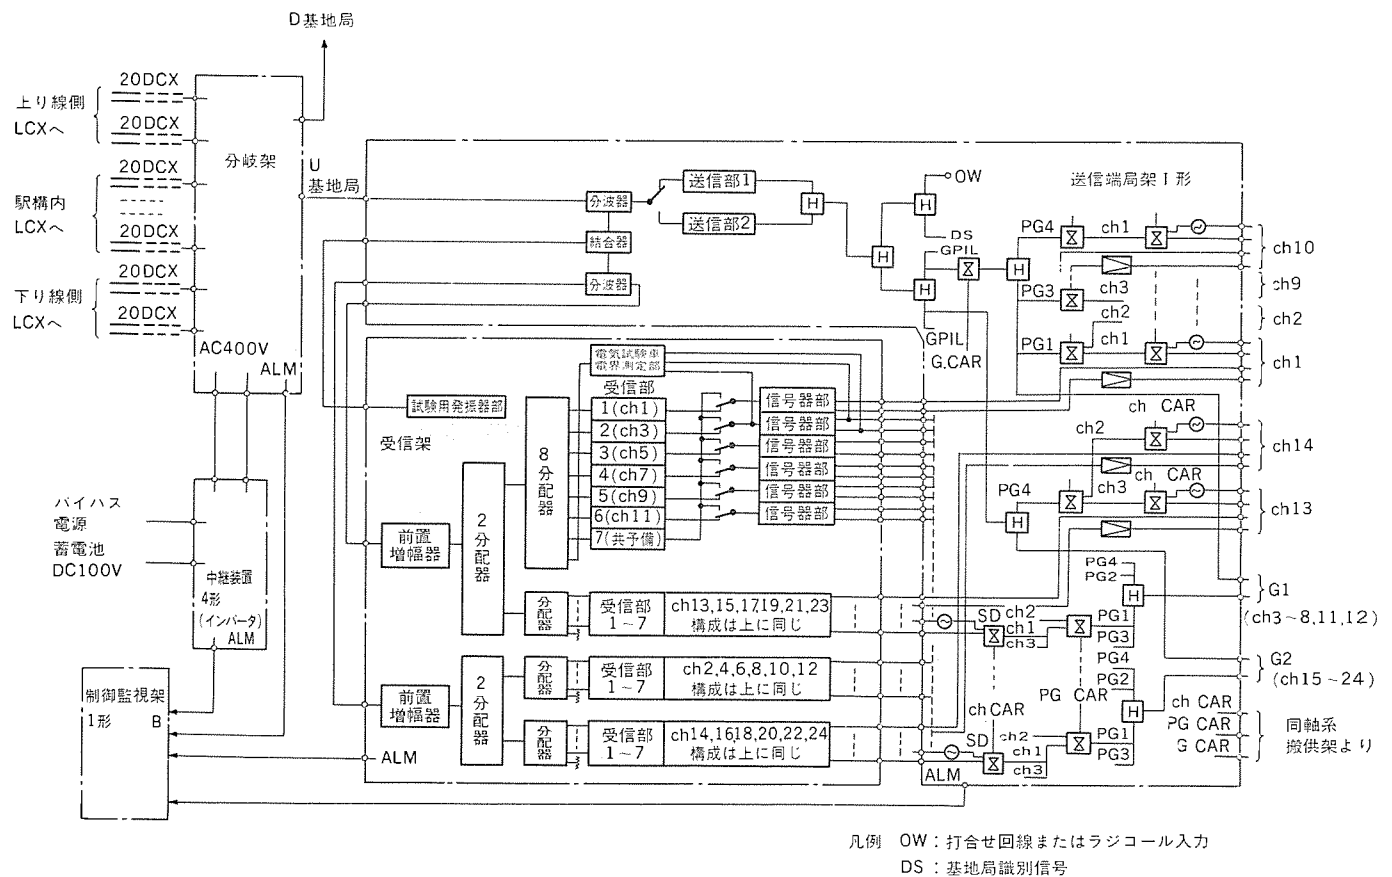 D基地局
20DCX
上り線側
LCXへ
20DCX
20DCX
駅構内
LCXへ
20DCX
20DCX
下り線側
LCXへ
20DCX
分岐架
AC400V
ALM
U
基地局
バイハス
電源
蓄電池
DC100V
中継装置
4形
(インバータ)
ALM
制御監視架
1形 B
分波器
結合器
分波器
送信部1
送信部2
H
H
H
H
OW
DS
GPIL
GPIL
G.CAR
送信端局架Ⅰ形
H
PG4 ch1
PG3 ch3
ch2
PG1 ch1
ch10
ch9
ch2
ch1
ch CAR
ch2
ch14
ch CAR
PG4 ch3
H
ch13
PG4
PG2
H
G1
(ch3~8,11,12)
SD ch2
ch1
ch3
PG1
PG3
PG4
PG2
G2
(ch15~24)
PG CAR
ch CAR
H
ch CAR
PG CAR
G CAR
同軸系
搬供架より
SD ch2
ch1
ch3
PG1
PG3
ALM
電気試験車
電界測定部
試験用発振器部
受信架
受信部
1(ch1)
2(ch3)
3(ch5)
4(ch7)
5(ch9)
6(ch11)
7(共予備)
信号器部
信号器部
信号器部
信号器部
信号器部
信号器部
8分配器
2分配器
前置
増幅器
分配器
受信部
1~7
ch13,15,17,19,21,23
構成は上に同じ
分配器
受信部
1~7
ch2,4,6,8,10,12
構成は上に同じ
前置
増幅器
2分配器
分配器
受信部
1~7
ch14,16,18,20,22,24
構成は上に同じ
ALM
凡例 OW:打合せ回線またはラジコール入力
DS:基地局識別信号